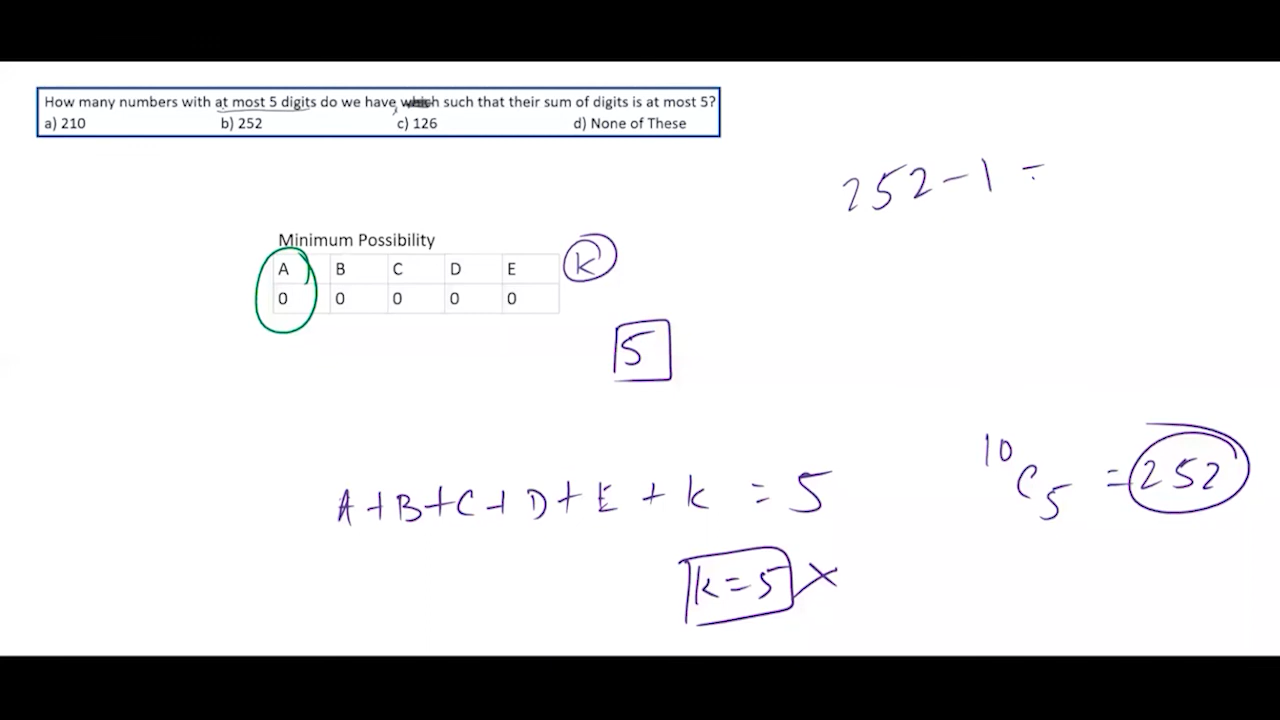 How many numbers with at most 5 digits do we have, such that their sum of digits is at most 5?
a) 210 b) 252 c) 126 d) None of These
252 - 1 =
Minimum Possibility
A B C D E k
0 0 0 0 0
5
10C5 = 252
A + B + C + D + E + k = 5
k = 5 ×